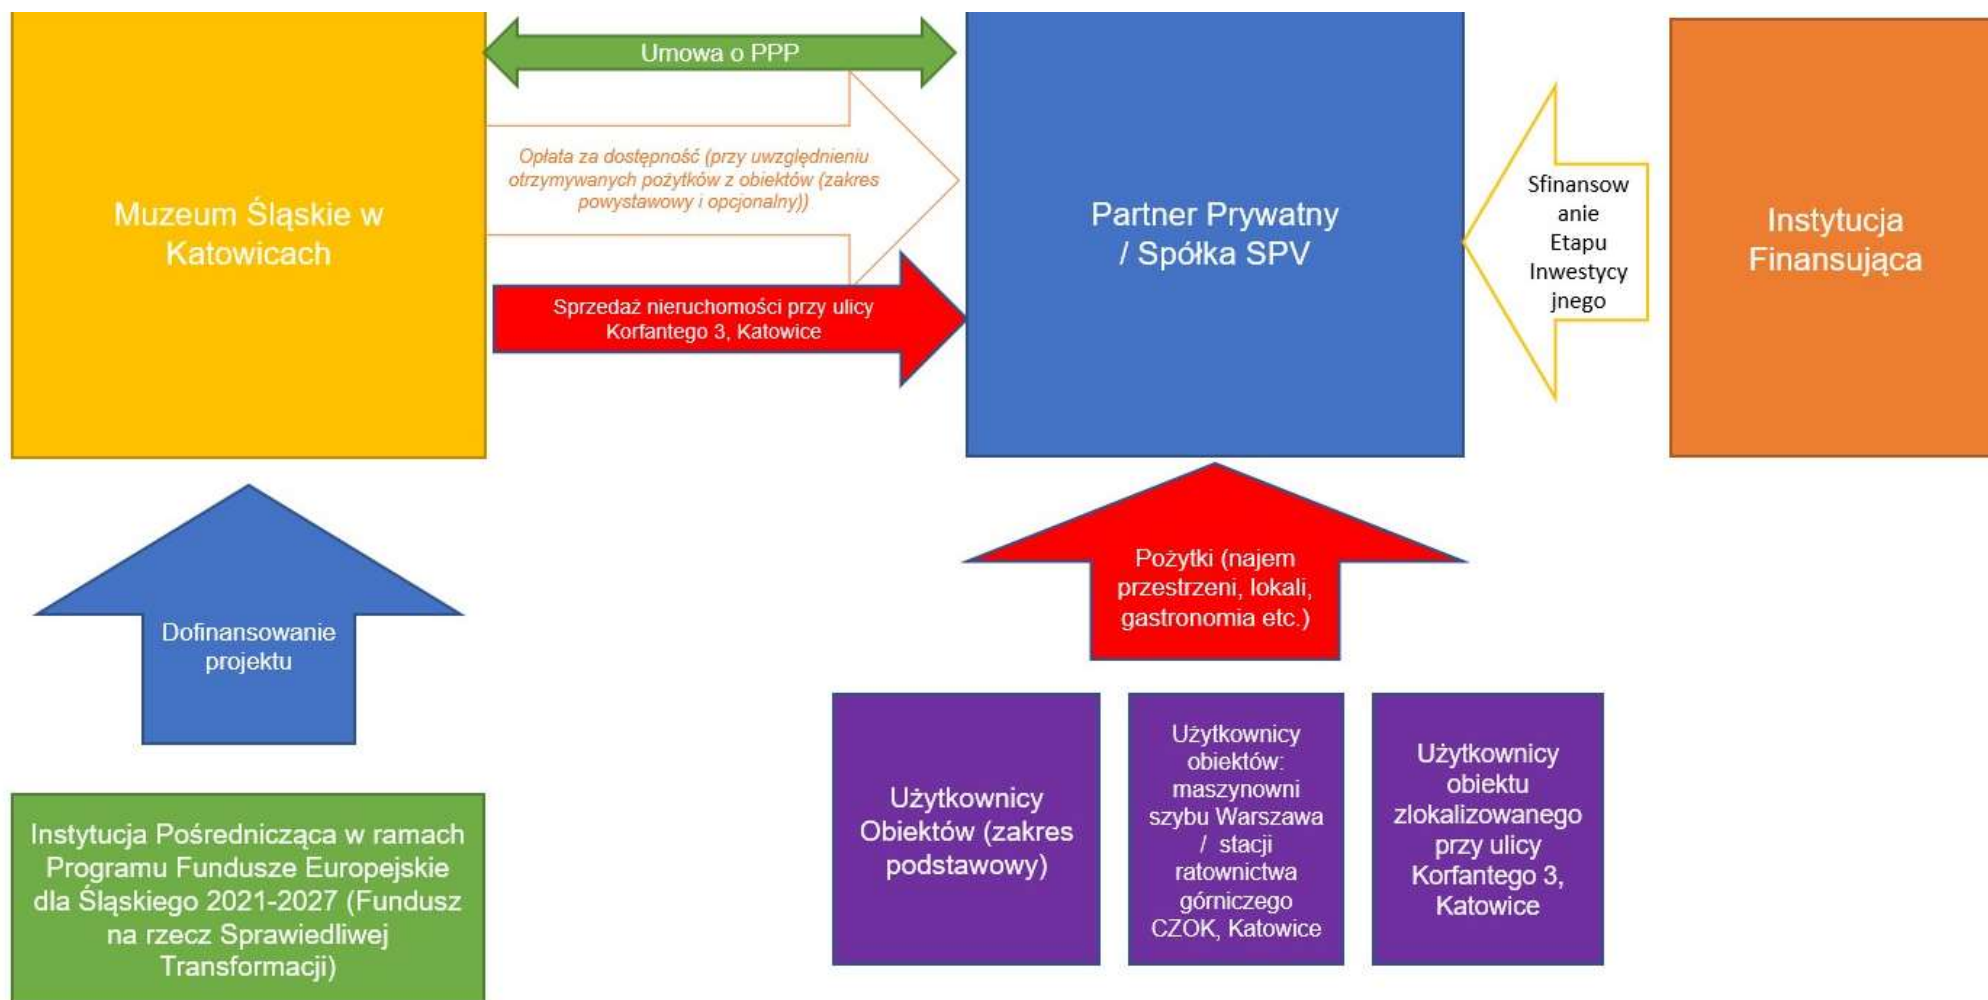 Umowa o PPP
Opłata za dostępność (przy uwzględnieniu
otrzymywanych pożytków z obiektów (zakres
powystawowy i opcjonalny))
Muzeum Śląskie w
Katowicach
Sprzedaż nieruchomości przy ulicy
Korfantego 3, Katowice
Partner Prywatny
/ Spółka SPV
Sfinansow
anie
Etapu
Inwestycy
jnego
Instytucja
Finansująca
Dofinansowanie
projektu
Pożytki (najem
przestrzeni, lokali,
gastronomia etc.)
Instytucja Pośrednicząca w ramach
Programu Fundusze Europejskie
dla Śląskiego 2021-2027 (Fundusz
na rzecz Sprawiedliwej
Transformacji)
Użytkownicy
Obiektów (zakres
podstawowy)
Użytkownicy
obiektów:
maszynowni
szybu Warszawa
/ stacji
ratownictwa
górniczego
CZOK, Katowice
Użytkownicy
obiektu
zlokalizowanego
przy ulicy
Korfantego 3,
Katowice